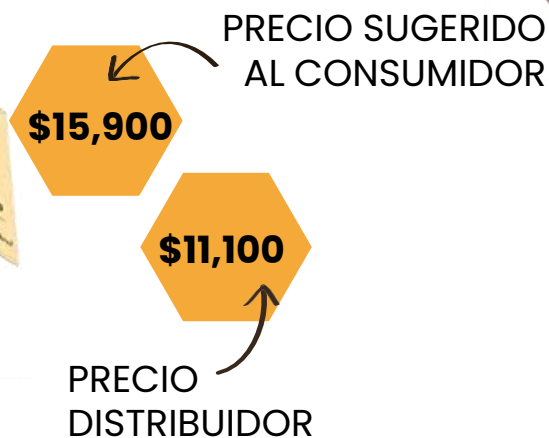 PRECIO SUGERIDO
AL CONSUMIDOR
$15,900
$11,100
PRECIO
DISTRIBUIDOR